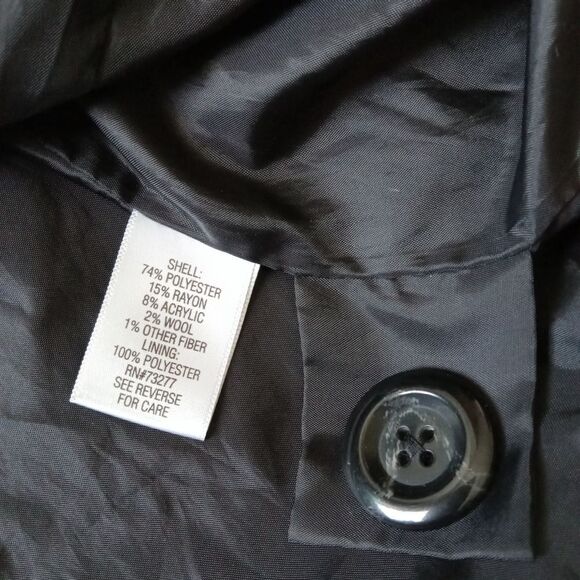 SHELL:
74% POLYESTER
15% RAYON
8% ACRYLIC
2% WOOL
1% OTHER FIBER
LINING:
100% POLYESTER
RN#73277
SEE REVERSE
FOR CARE